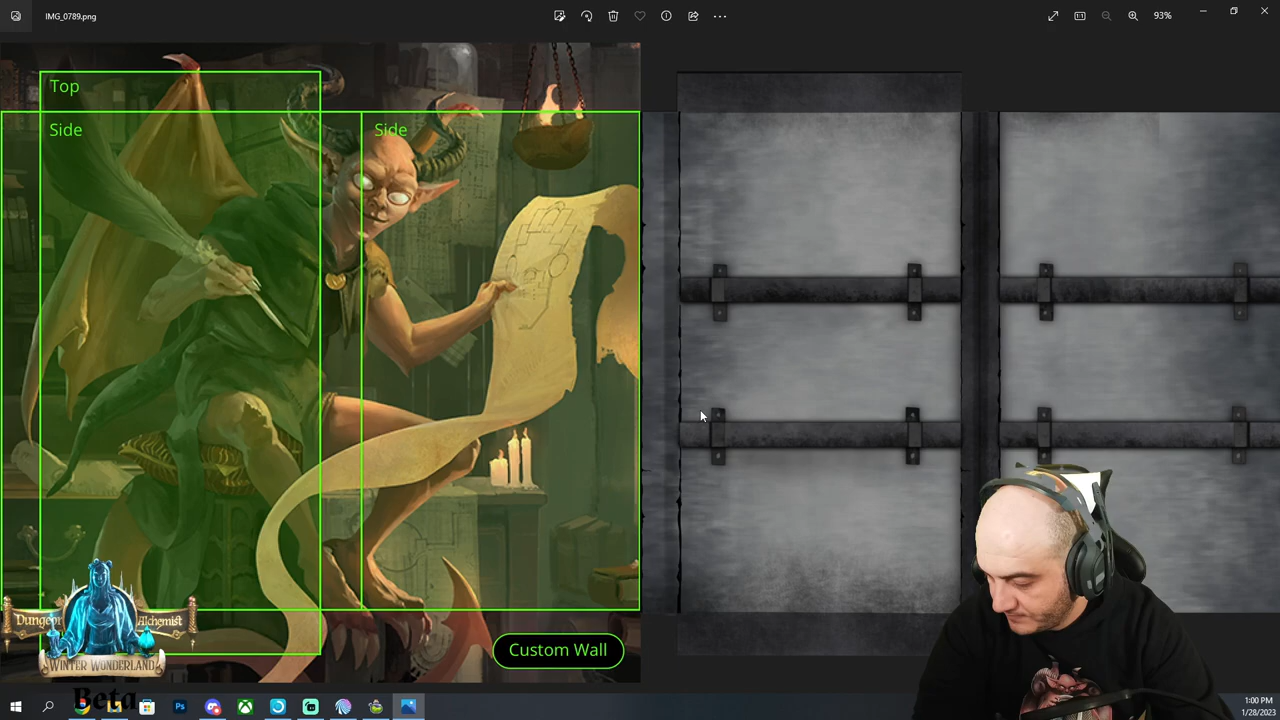 IMG_0789.png
93%
Top
Side
Side
Dungeon Alchemist
WINTER WONDERLAND
Custom Wall
Beta
1:00 PM
1/28/2023